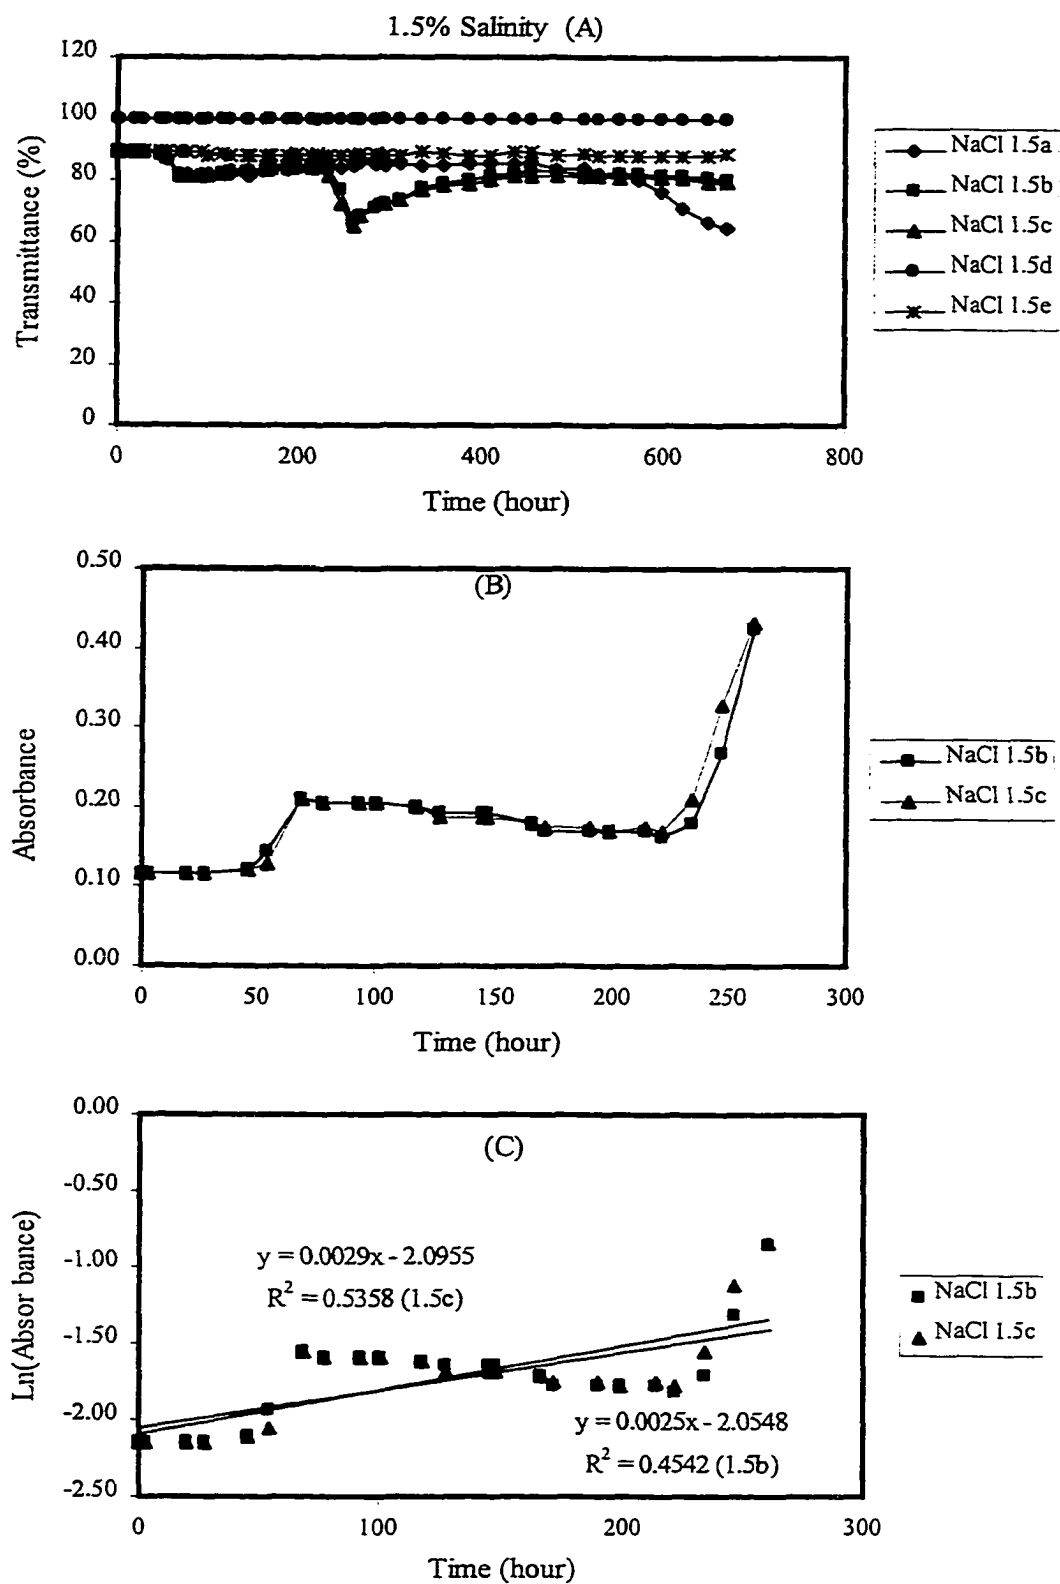 1.5% Salinity (A)
120
100
80
60
40
20
0
Transmittance (%)
0 200 400 600 800
Time (hour)
NaCl 1.5a
NaCl 1.5b
NaCl 1.5c
NaCl 1.5d
NaCl 1.5e
(B)
0.50
0.40
0.30
0.20
0.10
0.00
Absorbance
0 50 100 150 200 250 300
Time (hour)
NaCl 1.5b
NaCl 1.5c
(C)
0.00
-0.50
-1.00
-1.50
-2.00
-2.50
Ln(Absor bance)
y = 0.0029x - 2.0955
R² = 0.5358 (1.5c)
y = 0.0025x - 2.0548
R² = 0.4542 (1.5b)
0 100 200 300
Time (hour)
NaCl 1.5b
NaCl 1.5c